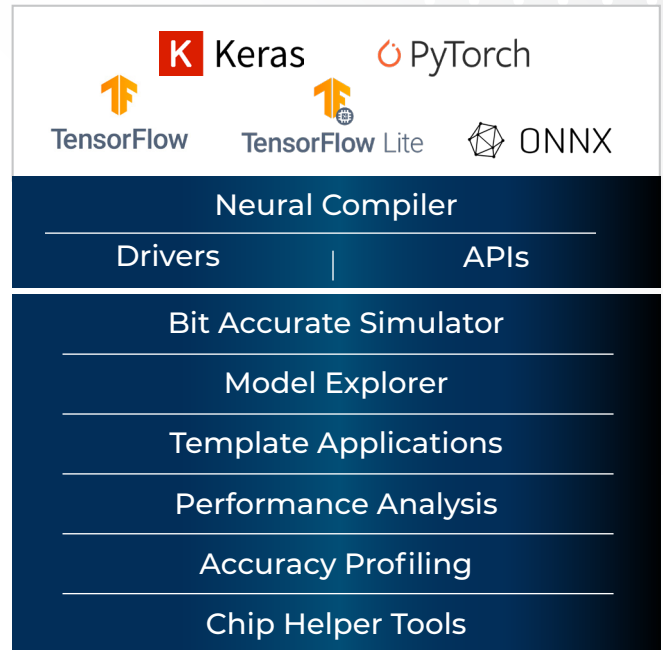 K Keras
PyTorch
TensorFlow
TensorFlow Lite
ONNX
Neural Compiler
Drivers | APIs
Bit Accurate Simulator
Model Explorer
Template Applications
Performance Analysis
Accuracy Profiling
Chip Helper Tools